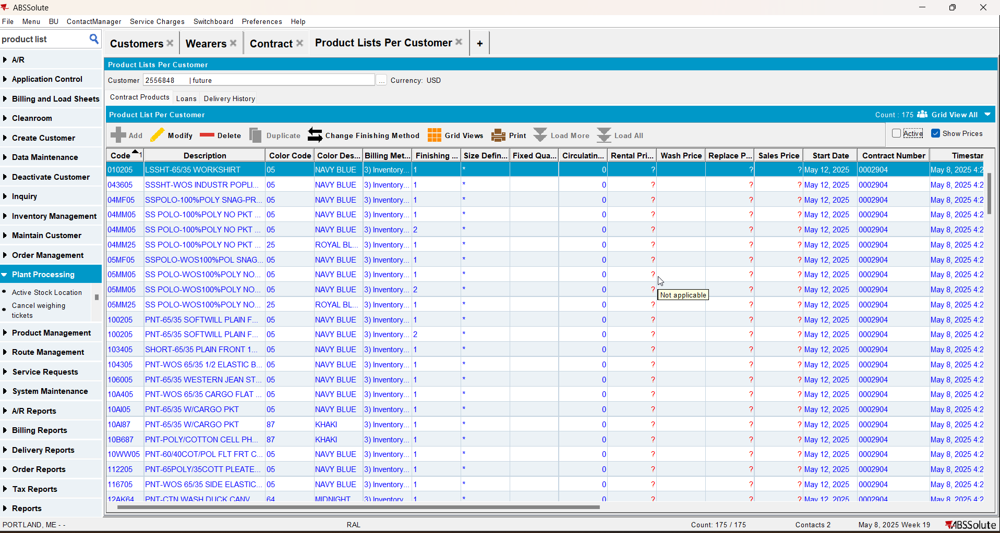 ABSSolute
File Menu BU ContactManager Service Charges Switchboard Preferences Help
product list
Customers Wearers Contract Product Lists Per Customer +
A/R
Application Control
Billing and Load Sheets
Cleanroom
Create Customer
Data Maintenance
Deactivate Customer
Inquiry
Inventory Management
Maintain Customer
Order Management
Plant Processing
Active Stock Location
Cancel weighing
tickets
Product Management
Route Management
Service Requests
System Maintenance
A/R Reports
Billing Reports
Delivery Reports
Order Reports
Tax Reports
Reports
Product Lists Per Customer
Customer 2556848 | future ... Currency: USD
Contract Products Loans Delivery History
Product List Per Customer Count : 175 Grid View All
Add Modify Delete Duplicate Change Finishing Method Grid Views Print Load More Load All Active Show Prices
Code 1 Description Color Code Color Des... Billing Met... Finishing ... Size Defin... Fixed Qua... Circulatin... Rental Pri... Wash Price Replace P... Sales Price Start Date Contract Number Timestar
010205 LSSHT-65/35 WORKSHIRT 05 NAVY BLUE 3) Inventory... 1 * 0 ? ? ? May 12, 2025 0002904 May 8, 2025 4:2
043605 SSSHT-WOS INDUSTR POPLI... 05 NAVY BLUE 3) Inventory... 1 * 0 ? ? ? May 12, 2025 0002904 May 8, 2025 4:2
04MF05 SSPOLO-100%POLY SNAG-PR... 05 NAVY BLUE 3) Inventory... 1 * 0 ? ? ? May 12, 2025 0002904 May 8, 2025 4:2
04MM05 SS POLO-100%POLY NO PKT ... 05 NAVY BLUE 3) Inventory... 1 * 0 ? ? ? May 12, 2025 0002904 May 8, 2025 4:2
04MM05 SS POLO-100%POLY NO PKT ... 05 NAVY BLUE 3) Inventory... 2 * 0 ? ? ? May 12, 2025 0002904 May 8, 2025 4:2
04MM25 SS POLO-100%POLY NO PKT ... 25 ROYAL BL... 3) Inventory... 1 * 0 ? ? ? May 12, 2025 0002904 May 8, 2025 4:2
05MF05 SSPOLO-WOS100%POL SNAG... 05 NAVY BLUE 3) Inventory... 1 * 0 ? ? ? May 12, 2025 0002904 May 8, 2025 4:2
05MM05 SS POLO-WOS100%POLY NO... 05 NAVY BLUE 3) Inventory... 1 * 0 ? ? ? May 12, 2025 0002904 May 8, 2025 4:2
05MM05 SS POLO-WOS100%POLY NO... 05 NAVY BLUE 3) Inventory... 2 * 0 ? ? ? May 12, 2025 0002904 May 8, 2025 4:2
Not applicable
05MM25 SS POLO-WOS100%POLY NO... 25 ROYAL BL... 3) Inventory... 1 * 0 ? ? ? May 12, 2025 0002904 May 8, 2025 4:2
100205 PNT-65/35 SOFTWILL PLAIN F... 05 NAVY BLUE 3) Inventory... 1 * 0 ? ? ? May 12, 2025 0002904 May 8, 2025 4:2
100205 PNT-65/35 SOFTWILL PLAIN F... 05 NAVY BLUE 3) Inventory... 2 * 0 ? ? ? May 12, 2025 0002904 May 8, 2025 4:2
103405 SHORT-65/35 PLAIN FRONT 1... 05 NAVY BLUE 3) Inventory... 1 * 0 ? ? ? May 12, 2025 0002904 May 8, 2025 4:2
104305 PNT-WOS 65/35 1/2 ELASTIC B... 05 NAVY BLUE 3) Inventory... 1 * 0 ? ? ? May 12, 2025 0002904 May 8, 2025 4:2
106005 PNT-65/35 WESTERN JEAN ST... 05 NAVY BLUE 3) Inventory... 1 * 0 ? ? ? May 12, 2025 0002904 May 8, 2025 4:2
10A405 PNT-WOS 65/35 CARGO FLAT ... 05 NAVY BLUE 3) Inventory... 1 * 0 ? ? ? May 12, 2025 0002904 May 8, 2025 4:2
10AI05 PNT-65/35 W/CARGO PKT 05 NAVY BLUE 3) Inventory... 1 * 0 ? ? ? May 12, 2025 0002904 May 8, 2025 4:2
10AI87 PNT-65/35 W/CARGO PKT 87 KHAKI 3) Inventory... 1 * 0 ? ? ? May 12, 2025 0002904 May 8, 2025 4:2
10B687 PNT-POLY/COTTON CELL PH... 87 KHAKI 3) Inventory... 1 * 0 ? ? ? May 12, 2025 0002904 May 8, 2025 4:2
10WW05 PNT-60/40COT/POL FLT FRT C... 05 NAVY BLUE 3) Inventory... 1 * 0 ? ? ? May 12, 2025 0002904 May 8, 2025 4:2
112205 PNT-65POLY/35COTT PLEATE... 05 NAVY BLUE 3) Inventory... 1 * 0 ? ? ? May 12, 2025 0002904 May 8, 2025 4:2
116705 PNT-WOS 65/35 SIDE ELASTIC... 05 NAVY BLUE 3) Inventory... 1 * 0 ? ? ? May 12, 2025 0002904 May 8, 2025 4:2
12AK64 PNT-CTN WASH DUCK CANV 64 MIDNIGHT 3) Inventory 1 * 0 ? ? ? May 12, 2025 0002904 May 8, 2025 4:2
PORTLAND, ME - - RAL Count: 175 / 175 Contacts 2 May 8, 2025 Week 19 ABSSolute